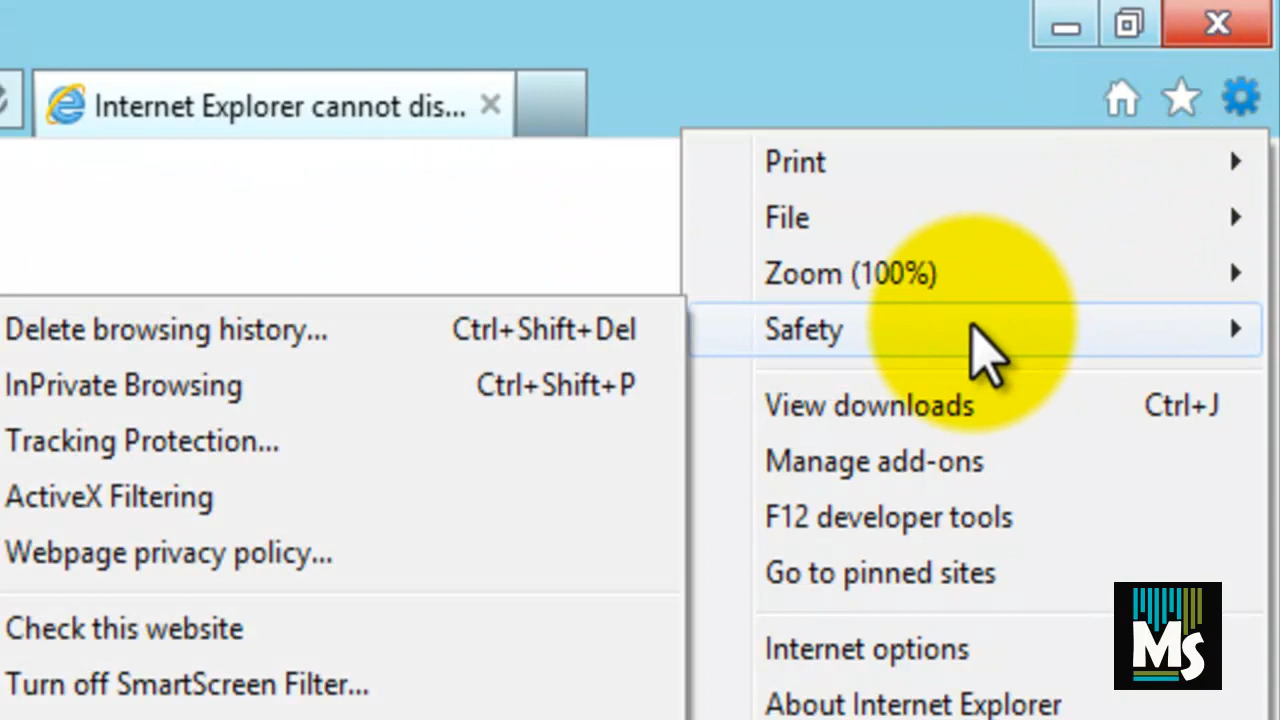 Internet Explorer cannot dis...
Print
File
Zoom (100%)
Safety
View downloads Ctrl+J
Manage add-ons
F12 developer tools
Go to pinned sites
Internet options
About Internet Explorer
Delete browsing history... Ctrl+Shift+Del
InPrivate Browsing Ctrl+Shift+P
Tracking Protection...
ActiveX Filtering
Webpage privacy policy...
Check this website
Turn off SmartScreen Filter...
MS